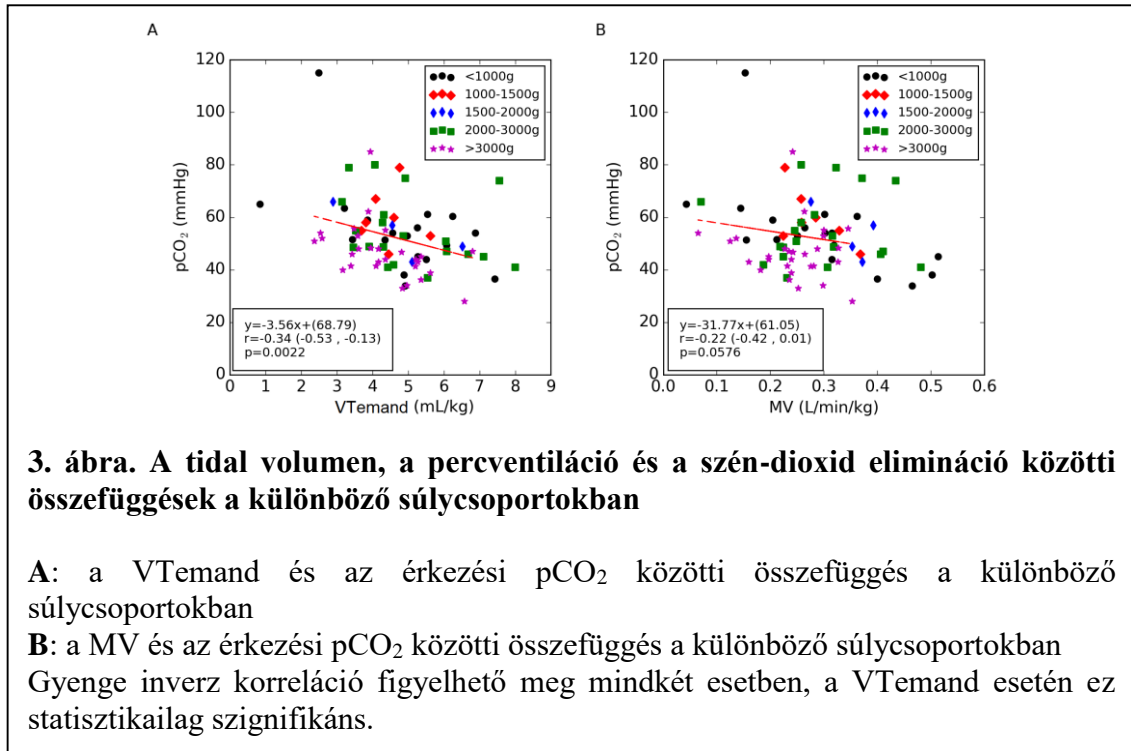 A
B
120
100
80
60
40
20
0
pCO₂ (mmHg)
<1000g
1000-1500g
1500-2000g
2000-3000g
>3000g
y=-3.56x+(68.79)
r=-0.34 (-0.53 , -0.13)
p=0.0022
0 1 2 3 4 5 6 7 8 9
VTemand (mL/kg)
120
100
80
60
40
20
0
pCO₂ (mmHg)
<1000g
1000-1500g
1500-2000g
2000-3000g
>3000g
y=-31.77x+(61.05)
r=-0.22 (-0.42 , 0.01)
p=0.0576
0.0 0.1 0.2 0.3 0.4 0.5 0.6
MV (L/min/kg)
3. ábra. A tidal volumen, a percventiláció és a szén-dioxid elimináció közötti
összefüggések a különböző súlycsoportokban
A: a VTemand és az érkezési pCO₂ közötti összefüggés a különböző
súlycsoportokban
B: a MV és az érkezési pCO₂ közötti összefüggés a különböző súlycsoportokban
Gyenge inverz korreláció figyelhető meg mindkét esetben, a VTemand esetén ez
statisztikailag szignifikáns.